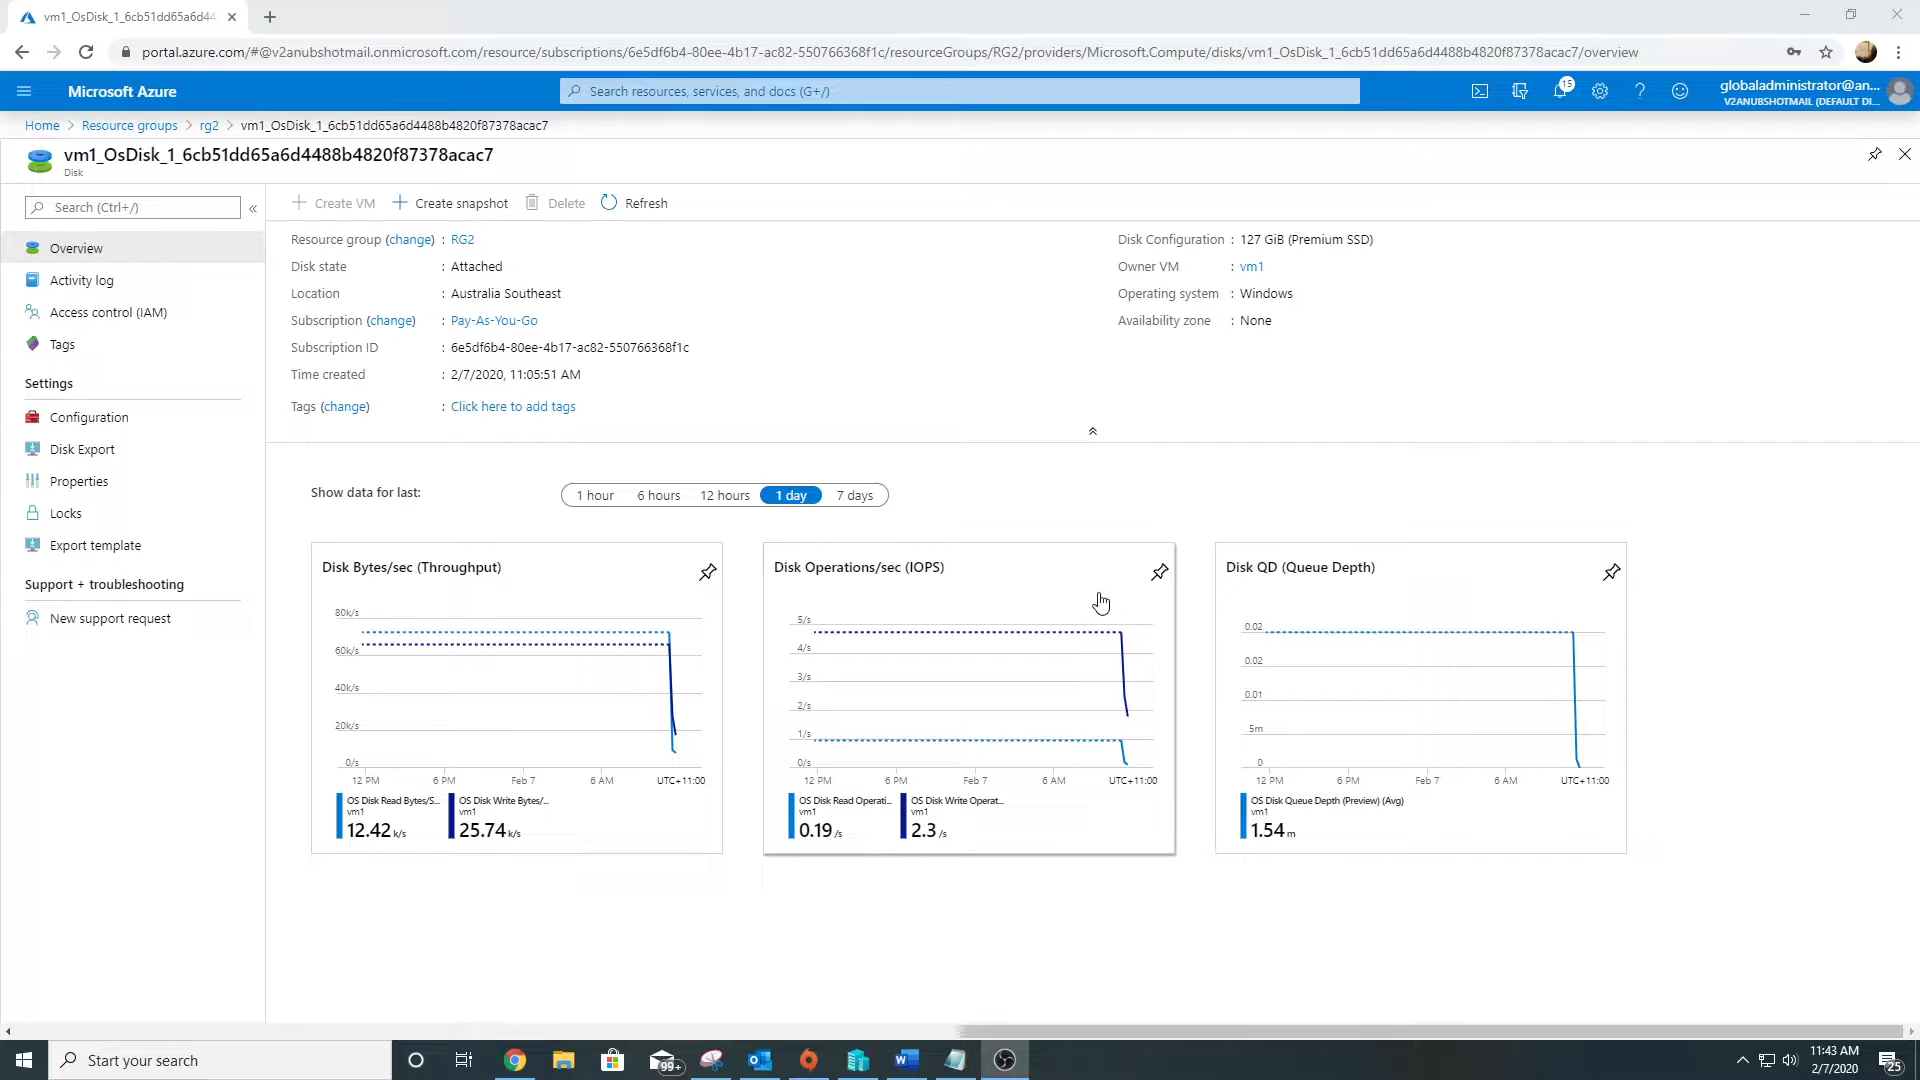 vm1_OsDisk_1_6cb51dd65a6d44
portal.azure.com/#@v2anubshotmail.onmicrosoft.com/resource/subscriptions/6e5df6b4-80ee-4b17-ac82-550766368f1c/resourceGroups/RG2/providers/Microsoft.Compute/disks/vm1_OsDisk_1_6cb51dd65a6d4488b4820f87378acac7/overview
Microsoft Azure
Search resources, services, and docs (G+/)
15
globaladministrator@an...
V2ANUBSHOTMAIL (DEFAULT DI...
Home > Resource groups > rg2 > vm1_OsDisk_1_6cb51dd65a6d4488b4820f87378acac7
vm1_OsDisk_1_6cb51dd65a6d4488b4820f87378acac7
Disk
Search (Ctrl+/)
Overview
Activity log
Access control (IAM)
Tags
Settings
Configuration
Disk Export
Properties
Locks
Export template
Support + troubleshooting
New support request
Create VM
Create snapshot
Delete
Refresh
Resource group (change) : RG2
Disk state : Attached
Location : Australia Southeast
Subscription (change) : Pay-As-You-Go
Subscription ID : 6e5df6b4-80ee-4b17-ac82-550766368f1c
Time created : 2/7/2020, 11:05:51 AM
Tags (change) : Click here to add tags
Disk Configuration : 127 GiB (Premium SSD)
Owner VM : vm1
Operating system : Windows
Availability zone : None
Show data for last:
1 hour 6 hours 12 hours 1 day 7 days
Disk Bytes/sec (Throughput)
80k/s
60k/s
40k/s
20k/s
0/s
12 PM 6 PM Feb 7 6 AM UTC+11:00
OS Disk Read Bytes/S...
vm1
12.42 k/s
OS Disk Write Bytes/...
vm1
25.74 k/s
Disk Operations/sec (IOPS)
5/s
4/s
3/s
2/s
1/s
0/s
12 PM 6 PM Feb 7 6 AM UTC+11:00
OS Disk Read Operati...
vm1
0.19 /s
OS Disk Write Operat...
vm1
2.3 /s
Disk QD (Queue Depth)
0.02
0.02
0.01
5m
0
12 PM 6 PM Feb 7 6 AM UTC+11:00
OS Disk Queue Depth (Preview) (Avg)
vm1
1.54 m
Start your search
99+
11:43 AM
2/7/2020
25